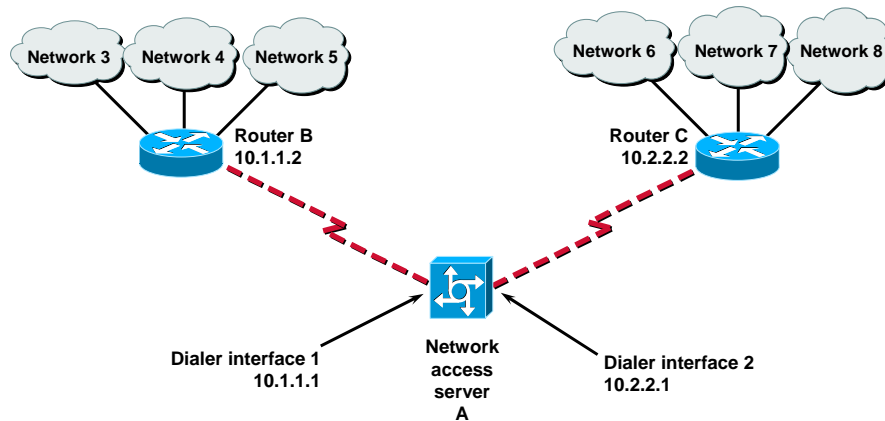 Network 3
Network 4
Network 5
Network 6
Network 7
Network 8
Router B
10.1.1.2
Router C
10.2.2.2
Dialer interface 1
10.1.1.1
Network
access
server
A
Dialer interface 2
10.2.2.1